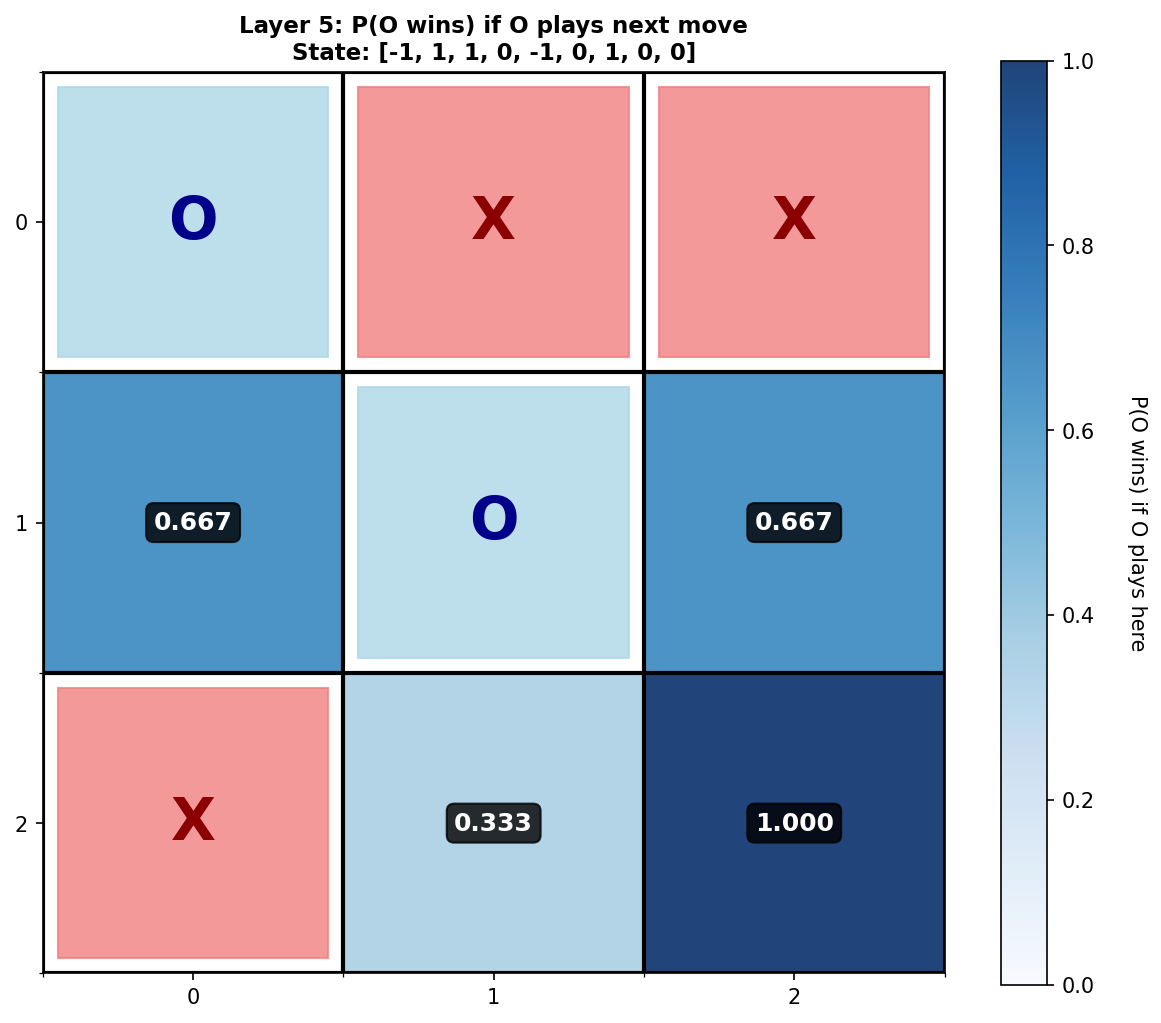 Layer 5: P(O wins) if O plays next move
State: [-1, 1, 1, 0, -1, 0, 1, 0, 0]
0
O
X
X
1
0.667
O
0.667
2
X
0.333
1.000
0
1
2
1.0
0.8
0.6
0.4
0.2
0.0
P(O wins) if O plays here